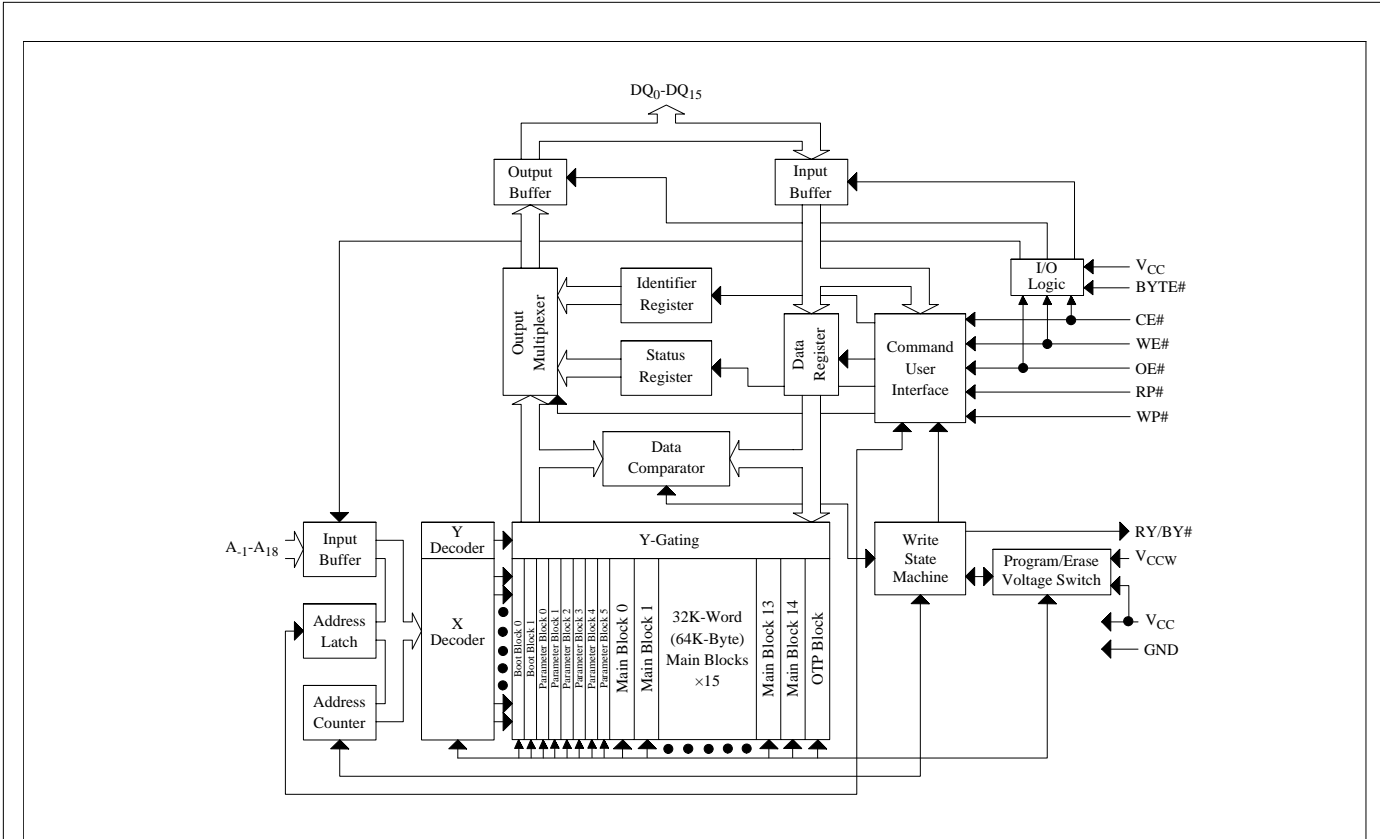 DQ0-DQ15
Output
Buffer
Input
Buffer
I/O
Logic
VCC
BYTE#
CE#
WE#
OE#
RP#
WP#
Output
Multiplexer
Identifier
Register
Status
Register
Data
Register
Command
User
Interface
Data
Comparator
A-1-A18
Input
Buffer
Address
Latch
Address
Counter
Y
Decoder
X
Decoder
Y-Gating
Boot Block 0
Boot Block 1
Parameter Block 0
Parameter Block 1
Parameter Block 2
Parameter Block 3
Parameter Block 4
Parameter Block 5
Main Block 0
Main Block 1
32K-Word
(64K-Byte)
Main Blocks
×15
Main Block 13
Main Block 14
OTP Block
Write
State
Machine
Program/Erase
Voltage Switch
RY/BY#
VCCW
VCC
GND